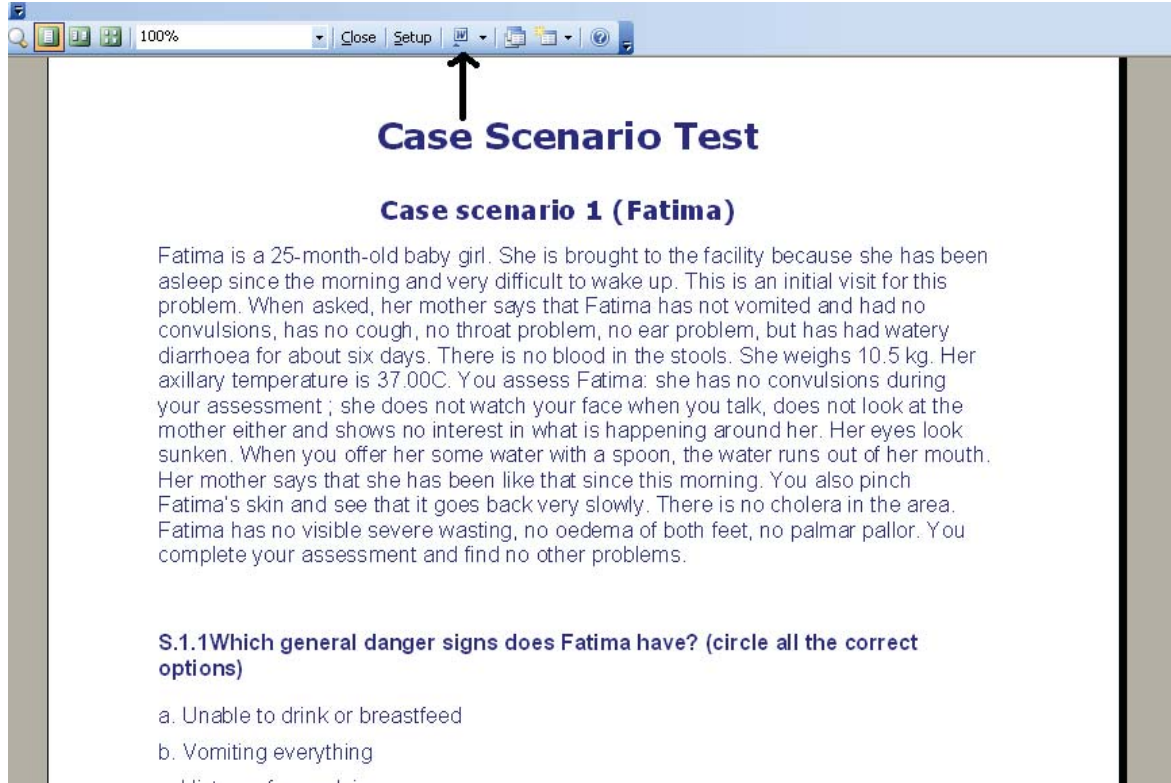 100% Close Setup W
Case Scenario Test
Case scenario 1 (Fatima)
Fatima is a 25-month-old baby girl. She is brought to the facility because she has been
asleep since the morning and very difficult to wake up. This is an initial visit for this
problem. When asked, her mother says that Fatima has not vomited and had no
convulsions, has no cough, no throat problem, no ear problem, but has had watery
diarrhoea for about six days. There is no blood in the stools. She weighs 10.5 kg. Her
axillary temperature is 37.00C. You assess Fatima: she has no convulsions during
your assessment ; she does not watch your face when you talk, does not look at the
mother either and shows no interest in what is happening around her. Her eyes look
sunken. When you offer her some water with a spoon, the water runs out of her mouth.
Her mother says that she has been like that since this morning. You also pinch
Fatima's skin and see that it goes back very slowly. There is no cholera in the area.
Fatima has no visible severe wasting, no oedema of both feet, no palmar pallor. You
complete your assessment and find no other problems.
S.1.1Which general danger signs does Fatima have? (circle all the correct
options)
a. Unable to drink or breastfeed
b. Vomiting everything